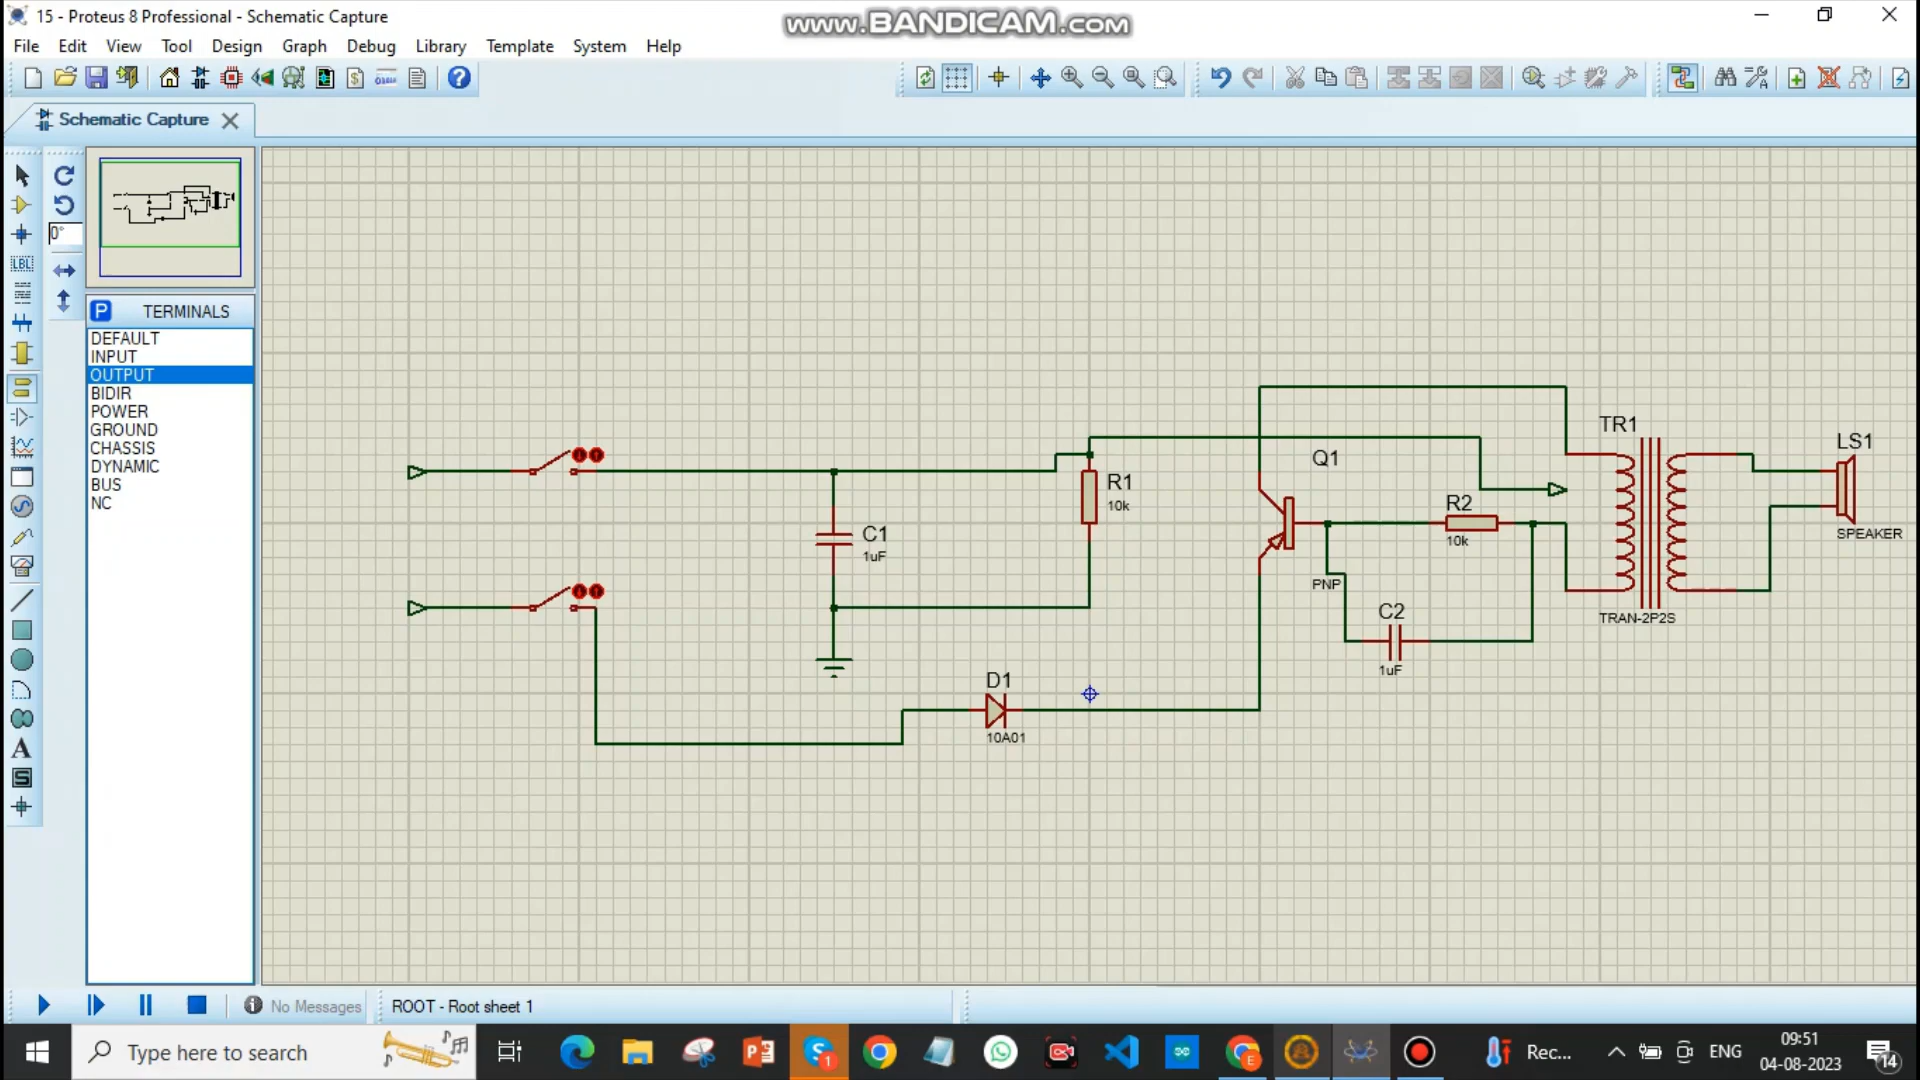 15 - Proteus 8 Professional - Schematic Capture
www.BANDICAM.com
File Edit View Tool Graph Design Debug Library Template System Help
Schematic Capture
LBL
0°
P TERMINALS
DEFAULT
INPUT
OUTPUT
BIDIR
POWER
GROUND
CHASSIS
DYNAMIC
BUS
NC
A
S
TR1
LS1
Q1
R1
10k
R2
10k
C1
1uF
SPEAKER
PNP
C2
1uF
TRAN-2P2S
D1
10A01
No Messages
ROOT - Root sheet 1
Type here to search
1
E
Rec...
ENG
09:51
04-08-2023
14